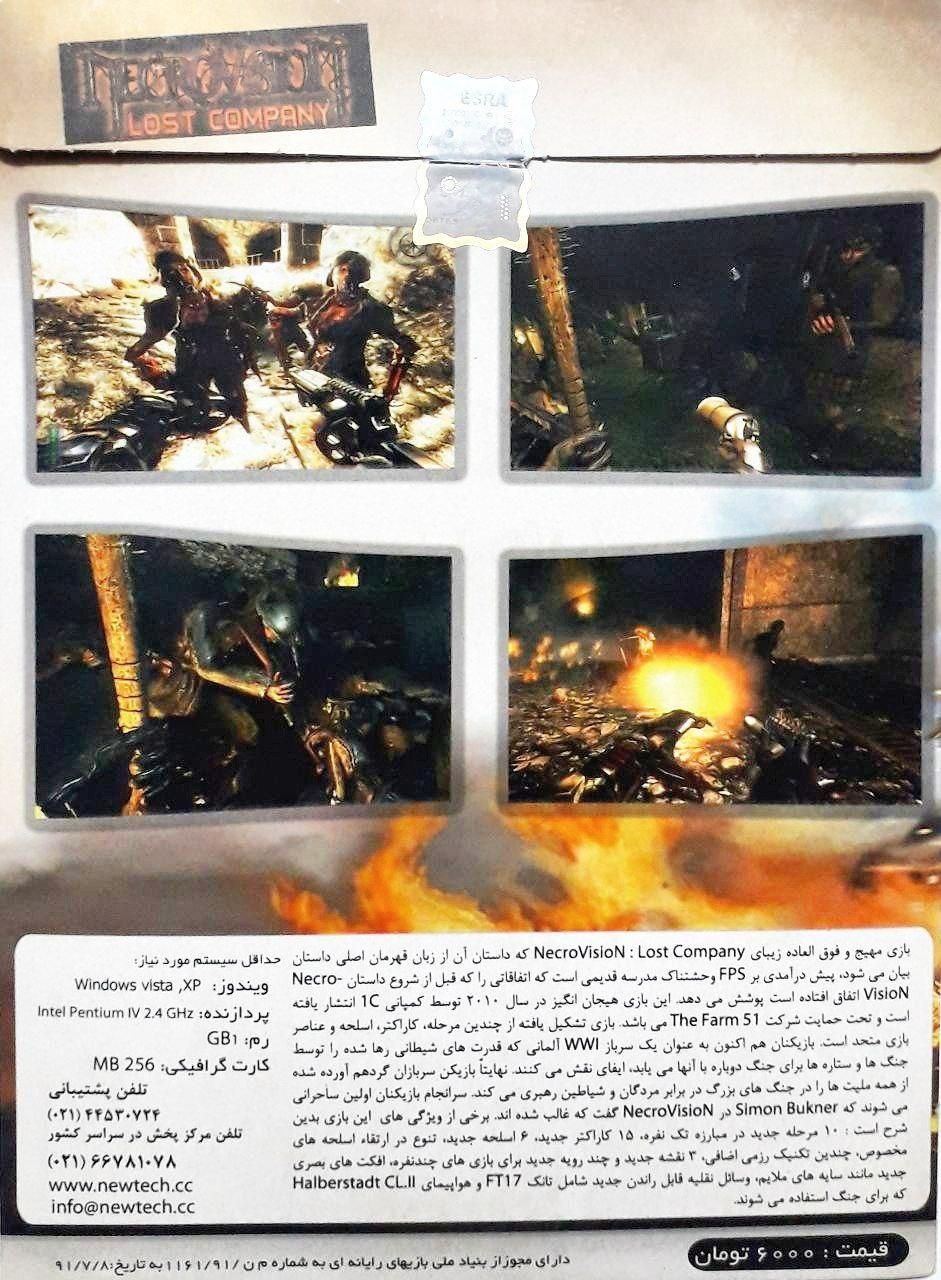 NECROVISION
LOST COMPANY
ESRA
بازی مهیج و فوق العاده زیبای NecroVisioN : Lost Company که داستان آن از زبان قهرمان اصلی داستان
بیان می شود، پیش درآمدی بر FPS وحشتناک مدرسه قدیمی است که اتفاقاتی را که قبل از شروع داستان Necro-
VisioN اتفاق افتاده است پوشش می دهد. این بازی هیجان انگیز در سال ۲۰۱۰ توسط کمپانی 1C انتشار یافته
است و تحت حمایت شرکت The Farm 51 می باشد. بازی تشکیل یافته از چندین مرحله، کاراکتر، اسلحه و عناصر
بازی متحد است. بازیکنان هم اکنون به عنوان یک سرباز WWI آلمانی که قدرت های شیطانی رها شده را توسط
جنگ ها و ستاره ها برای جنگ دوباره با آنها می یابد، ایفای نقش می کنند. نهایتاً بازیکن سربازان گردهم آورده شده
از همه ملیت ها را در جنگ های بزرگ در برابر مردگان و شیاطین رهبری می کند. سرانجام بازیکنان اولین ساحرانی
می شوند که Simon Bukner در NecroVisioN گفت که غالب شده اند. برخی از ویژگی های این بازی بدین
شرح است : ۱۰ مرحله جدید در مبارزه تک نفره، ۱۵ کاراکتر جدید، ۶ اسلحه جدید، تنوع در ارتقاء اسلحه های
مخصوص، چندین تکنیک رزمی اضافی، ۳ نقشه جدید و چند رویه جدید برای بازی های چندنفره، افکت های بصری
جدید مانند سایه های ملایم، وسائل نقلیه قابل راندن جدید شامل تانک FT17 و هواپیمای Halberstadt CL.II
که برای جنگ استفاده می شوند.
حداقل سیستم مورد نیاز:
ویندوز: Windows vista ,XP
پردازنده: Intel Pentium IV 2.4 GHz
رم: GB1
کارت گرافیکی: 256 MB
تلفن پشتیبانی
(۰۲۱) ۴۴۵۳۰۷۲۴
تلفن مرکز پخش در سراسر کشور
(۰۲۱) ۶۶۷۸۱۰۷۸
www.newtech.cc
info@newtech.cc
قیمت : ۶۰۰۰ تومان
دارای مجوزاز بنیاد ملی بازیهای رایانه ای به شماره م ن /۱۱۶۱/۹۱ به تاریخ:۹۱/۷/۸